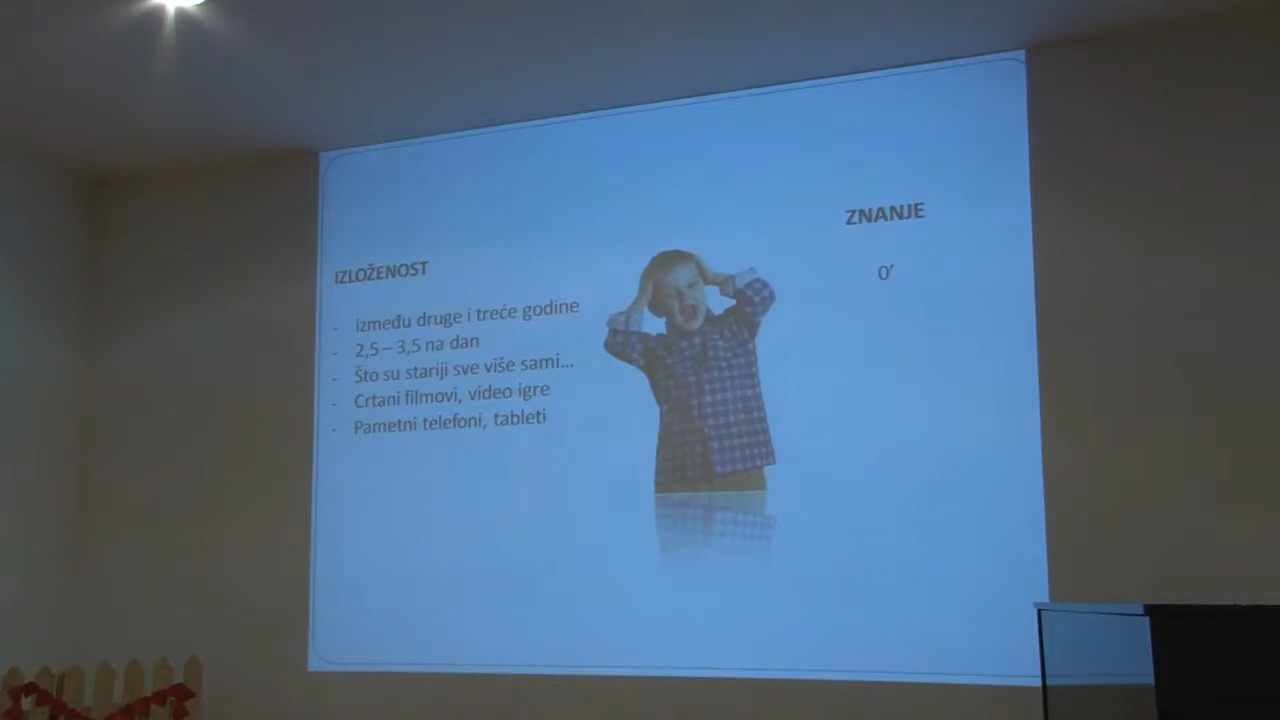 IZLOŽENOST
- između druge i treće godine
- 2,5 – 3,5 na dan
- Što su stariji sve više sami...
- Crtani filmovi, video igre
- Pametni telefoni, tableti
ZNANJE
0’